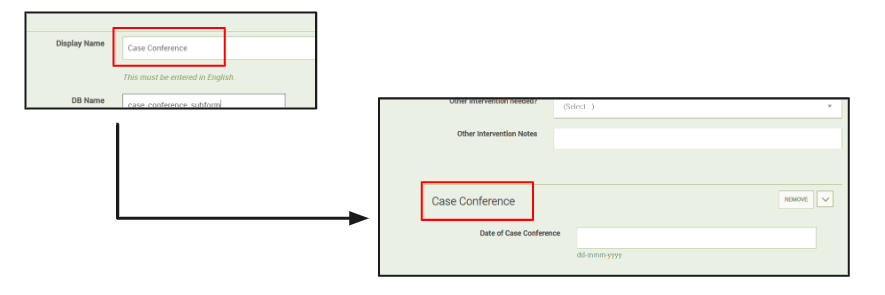 Display Name
Case Conference
This must be entered in English.
DB Name
case_conference_subform
Other Intervention needed?
(Select...)
Other Intervention Notes
Case Conference
REMOVE
Date of Case Conference
dd-mmm-yyyy